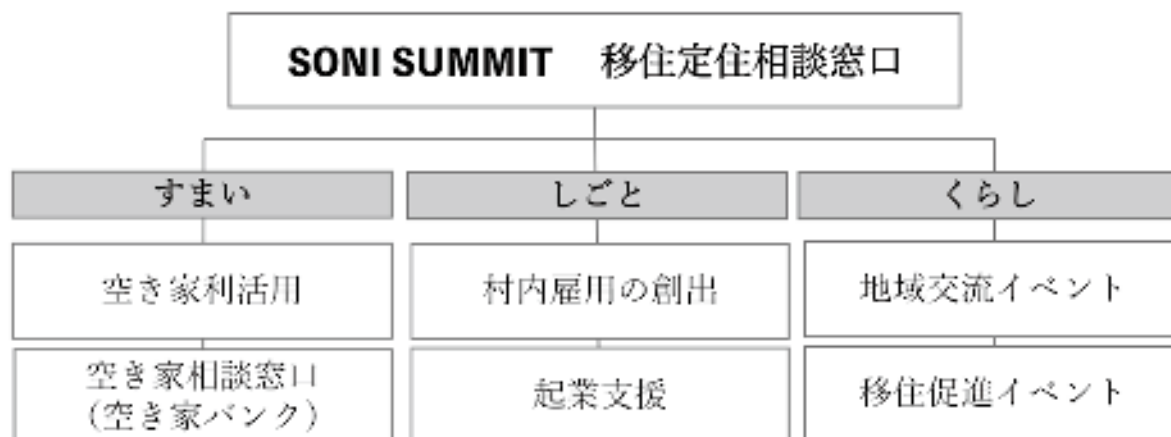 SONI SUMMIT 移住定住相談窓口
すまい
しごと
くらし
空き家利活用
村内雇用の創出
地域交流イベント
空き家相談窓口
(空き家バンク)
起業支援
移住促進イベント